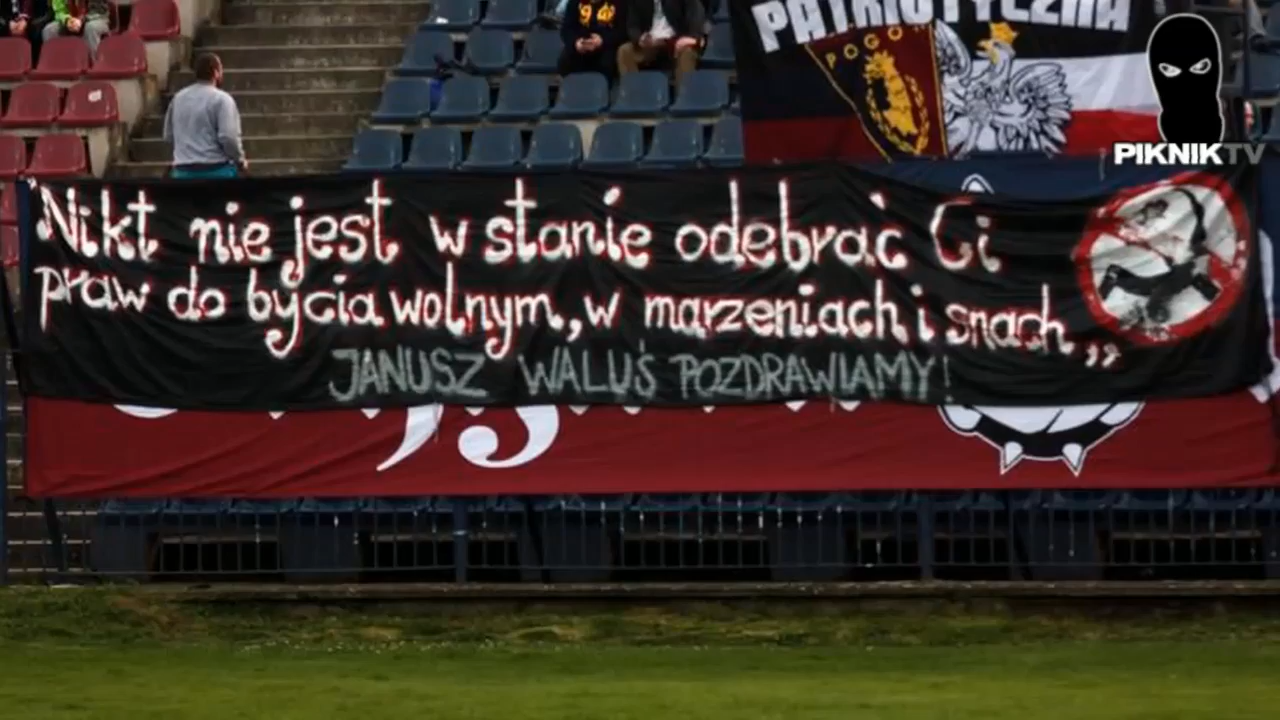 PATRIOTYCZNA
POGOŃ
PIKNIKTV
Nikt nie jest w stanie odebrać Ci
praw do bycia wolnym, w marzeniach i snach „
JANUSZ WALUŚ POZDRAWIAMY!